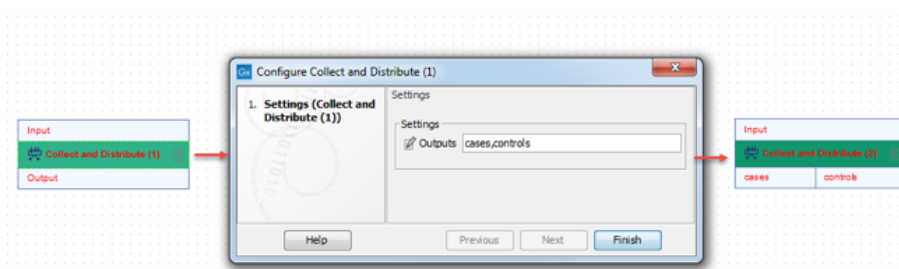 Input
Collect and Distribute (1)
Output
Gx Configure Collect and Distribute (1)
1. Settings (Collect and
Distribute (1))
Settings
Settings
Outputs cases,controls
Help
Previous
Next
Finish
Input
Collect and Distribute (2)
cases
controls